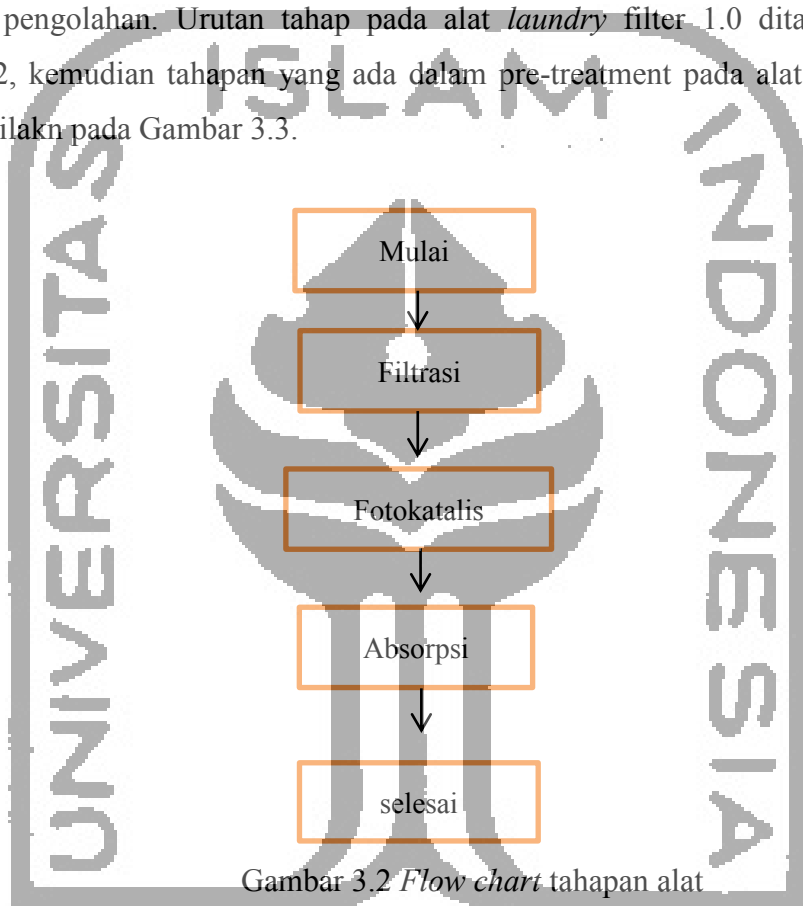 pengolahan. Urutan tahap pada alat laundry filter 1.0 dita
2, kemudian tahapan yang ada dalam pre-treatment pada alat
ilakn pada Gambar 3.3.
UNIVERSITAS
ISLAM
INDONESIA
Mulai
Filtrasi
Fotokatalis
Absorpsi
selesai
Gambar 3.2 Flow chart tahapan alat